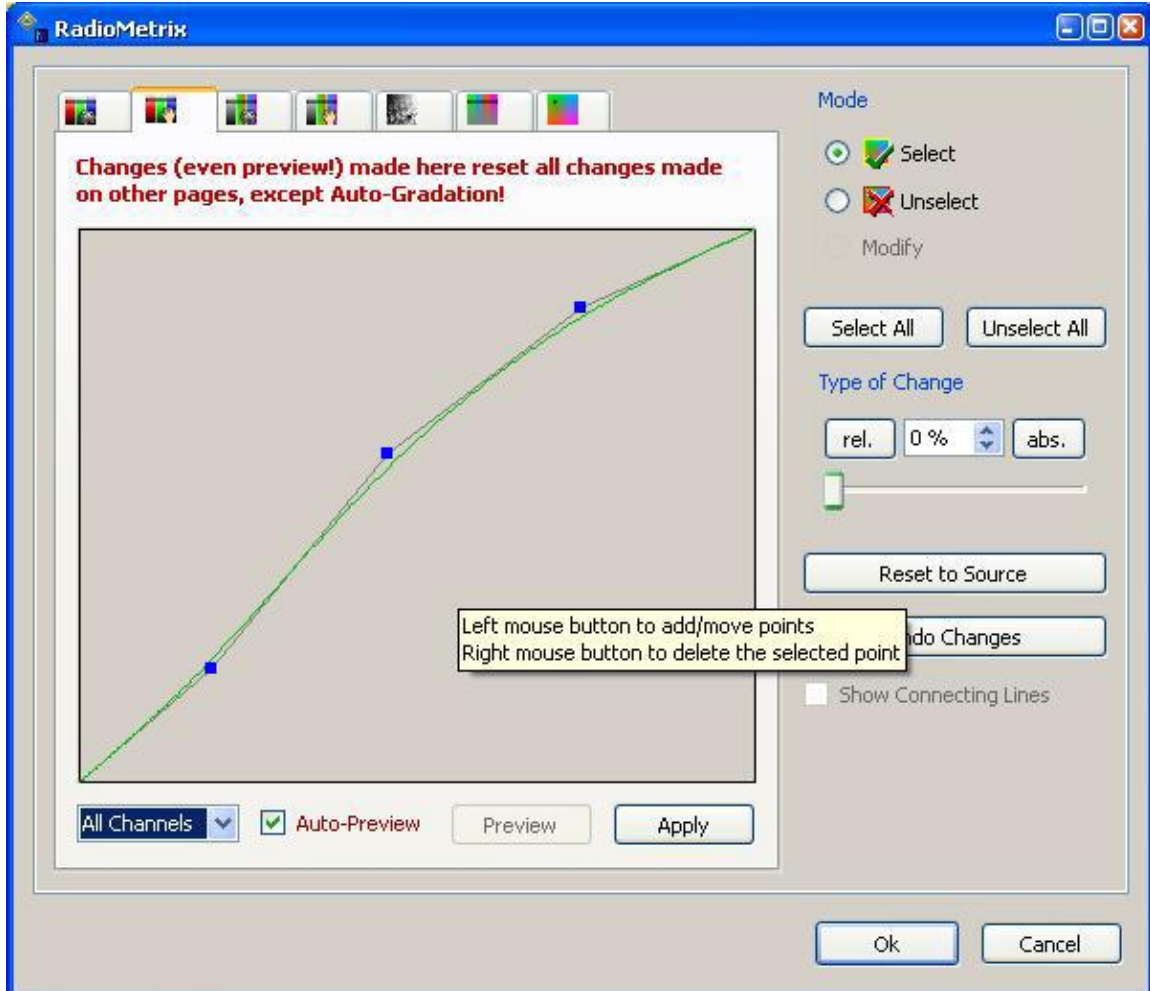 RadioMetrix
Changes (even preview!) made here reset all changes made
on other pages, except Auto-Gradation!
All Channels
Auto-Preview
Preview
Apply
Mode
Select
Unselect
Modify
Select All
Unselect All
Type of Change
rel.
0 %
abs.
Reset to Source
Left mouse button to add/move points
Right mouse button to delete the selected point
ndo Changes
Show Connecting Lines
Ok
Cancel